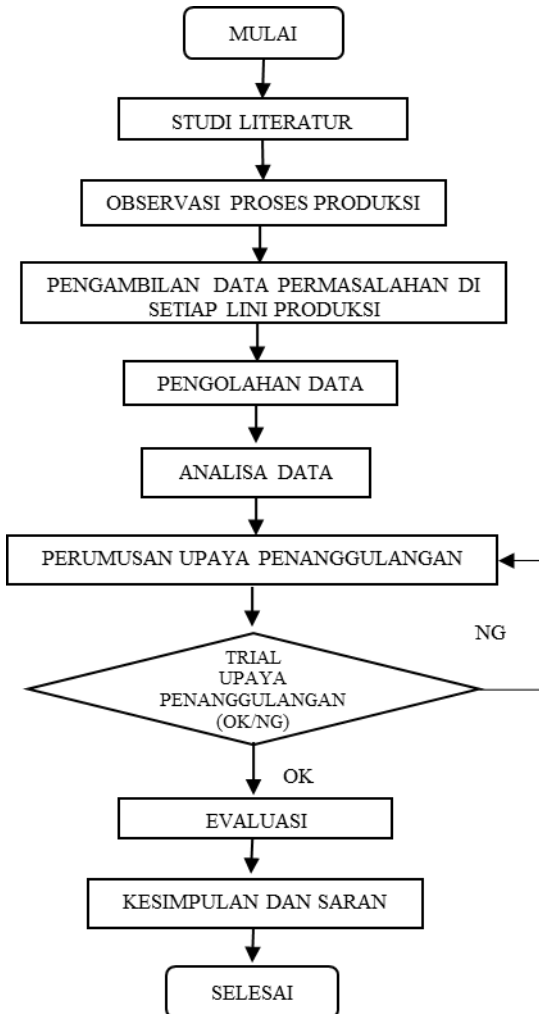 MULAI
STUDI LITERATUR
OBSERVASI PROSES PRODUKSI
PENGAMBILAN DATA PERMASALAHAN DI
SETIAP LINI PRODUKSI
PENGOLAHAN DATA
ANALISA DATA
PERUMUSAN UPAYA PENANGGULANGAN
NG
TRIAL
UPAYA
PENANGGULANGAN
(OK/NG)
OK
EVALUASI
KESIMPULAN DAN SARAN
SELESAI